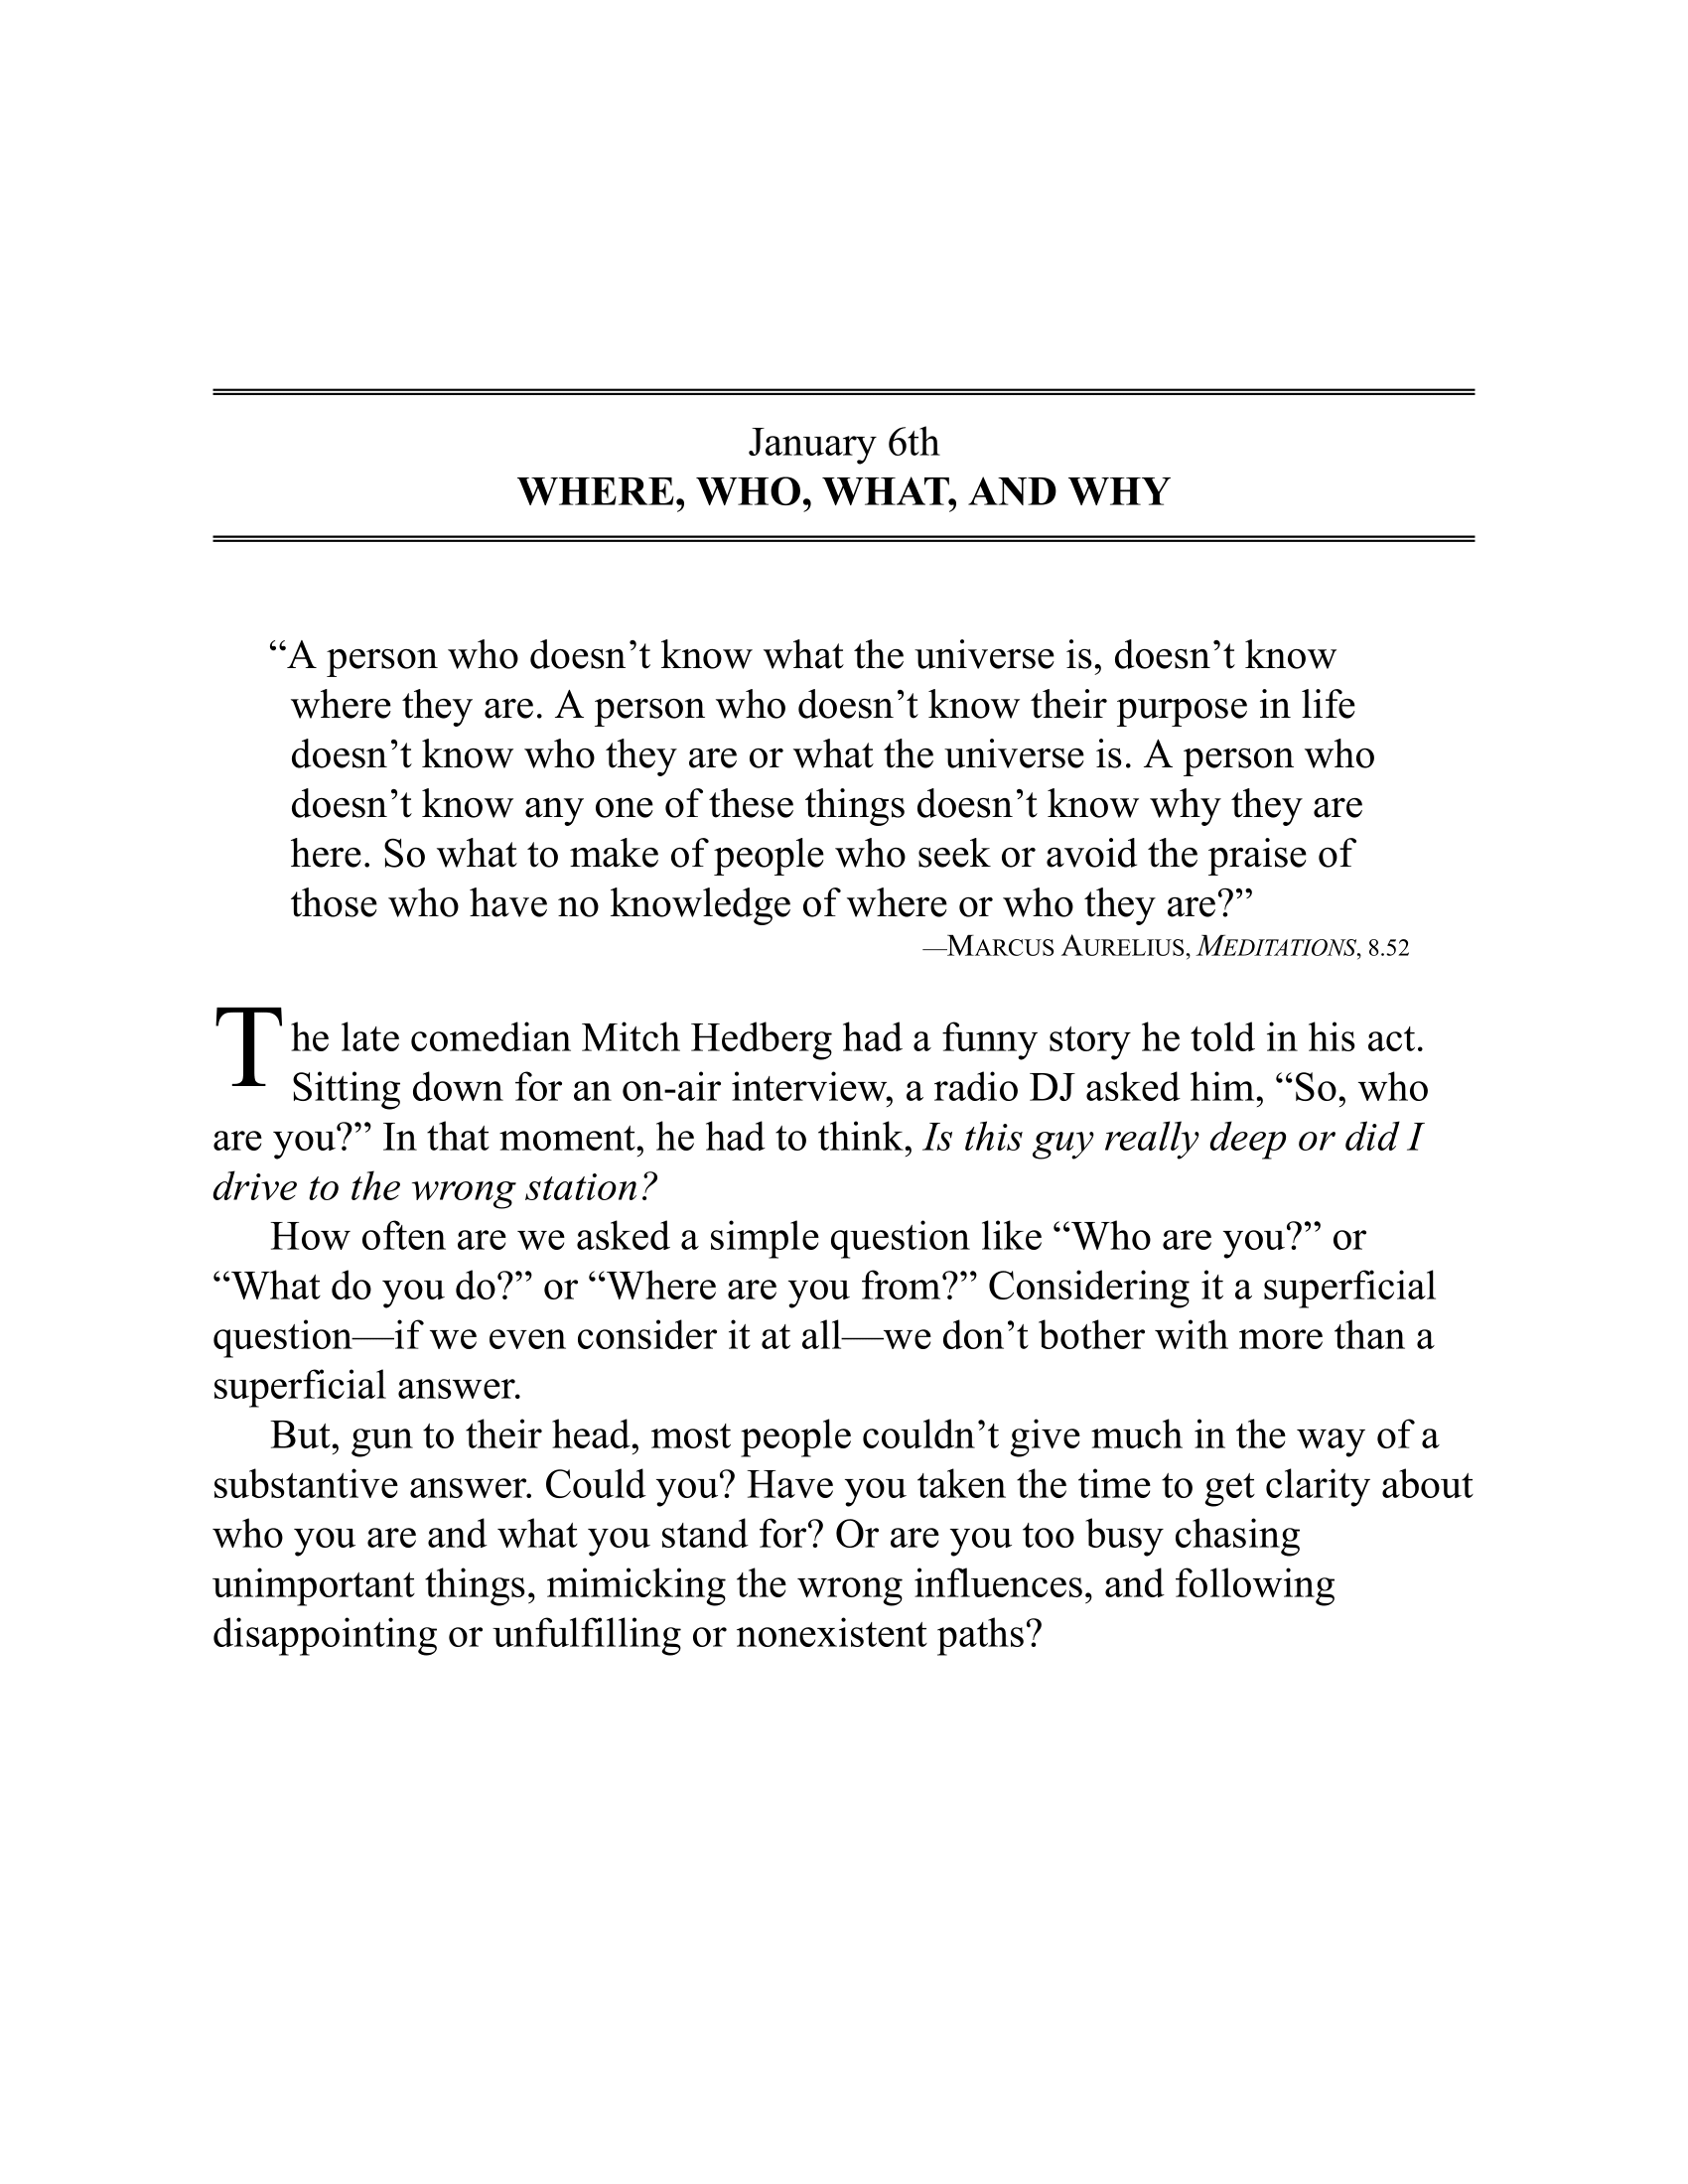 January 6th
WHERE, WHO, WHAT, AND WHY
“A person who doesn’t know what the universe is, doesn’t know
where they are. A person who doesn’t know their purpose in life
doesn’t know who they are or what the universe is. A person who
doesn’t know any one of these things doesn’t know why they are
here. So what to make of people who seek or avoid the praise of
those who have no knowledge of where or who they are?”
—MARCUS AURELIUS, MEDITATIONS, 8.52
The late comedian Mitch Hedberg had a funny story he told in his act.
Sitting down for an on-air interview, a radio DJ asked him, “So, who
are you?” In that moment, he had to think, Is this guy really deep or did I
drive to the wrong station?
How often are we asked a simple question like “Who are you?” or
“What do you do?” or “Where are you from?” Considering it a superficial
question—if we even consider it at all—we don’t bother with more than a
superficial answer.
But, gun to their head, most people couldn’t give much in the way of a
substantive answer. Could you? Have you taken the time to get clarity about
who you are and what you stand for? Or are you too busy chasing
unimportant things, mimicking the wrong influences, and following
disappointing or unfulfilling or nonexistent paths?